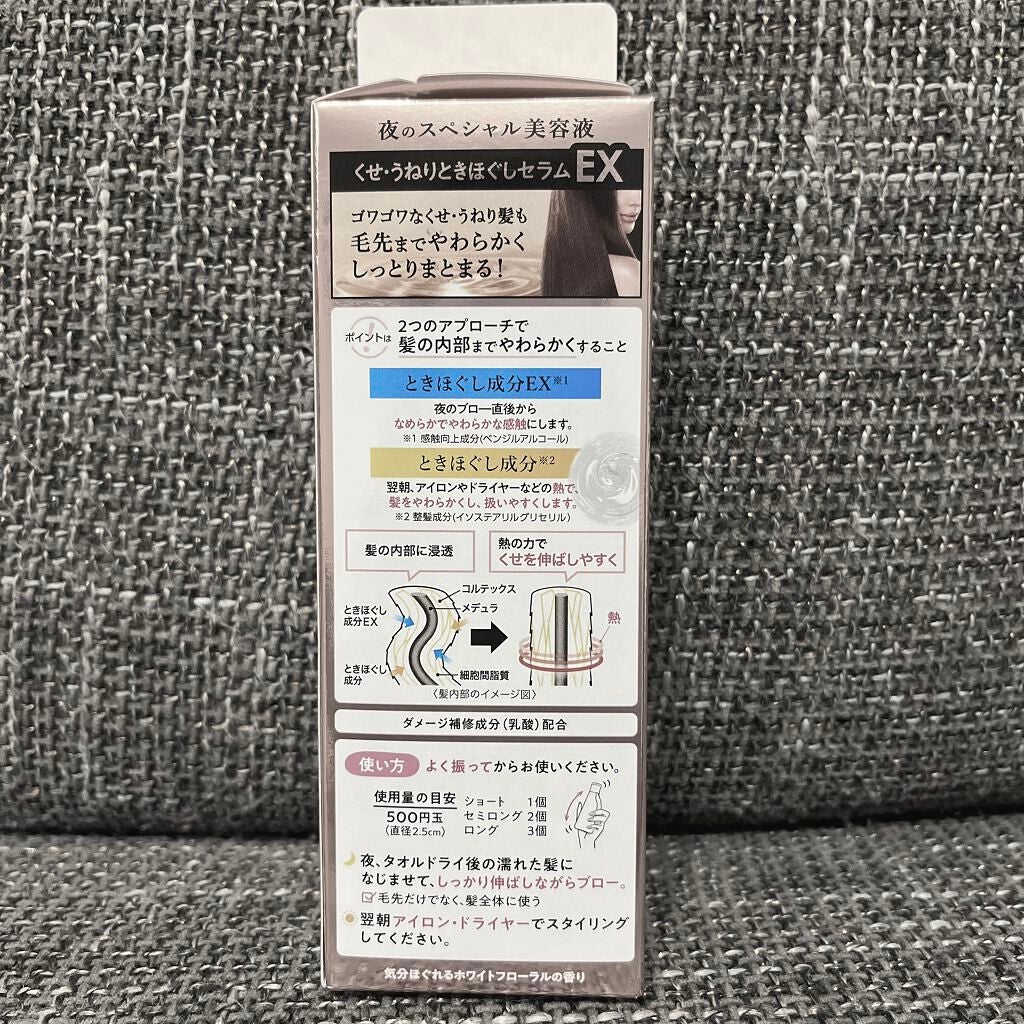 夜のスペシャル美容液
くせ・うねりときほぐしセラムEX
ゴワゴワなくせ・うねり髪も
毛先までやわらかく
しっとりまとまる!
ポイントは
2つのアプローチで
髪の内部までやわらかくすること
ときほぐし成分EX※1
夜のブロー直後から
なめらかでやわらかな感触にします。
※1 感触向上成分(ベンジルアルコール)
ときほぐし成分※2
翌朝、アイロンやドライヤーなどの熱で、
髪をやわらかくし、扱いやすくします。
※2 整髪成分(イソステアリルグリセリル)
髪の内部に浸透
熱の力で
くせを伸ばしやすく
コルテックス
メデュラ
ときほぐし
成分EX
熱
ときほぐし
成分
細胞間脂質
〈髪内部のイメージ図〉
ダメージ補修成分(乳酸)配合
使い方 よく振ってからお使いください。
使用量の目安
500円玉
(直径2.5cm)
ショート 1個
セミロング 2個
ロング 3個
夜、タオルドライ後の濡れた髪に
なじませて、しっかり伸ばしながらブロー。
毛先だけでなく、髪全体に使う
翌朝アイロン・ドライヤーでスタイリング
してください。
気分ほぐれるホワイトフローラルの香り